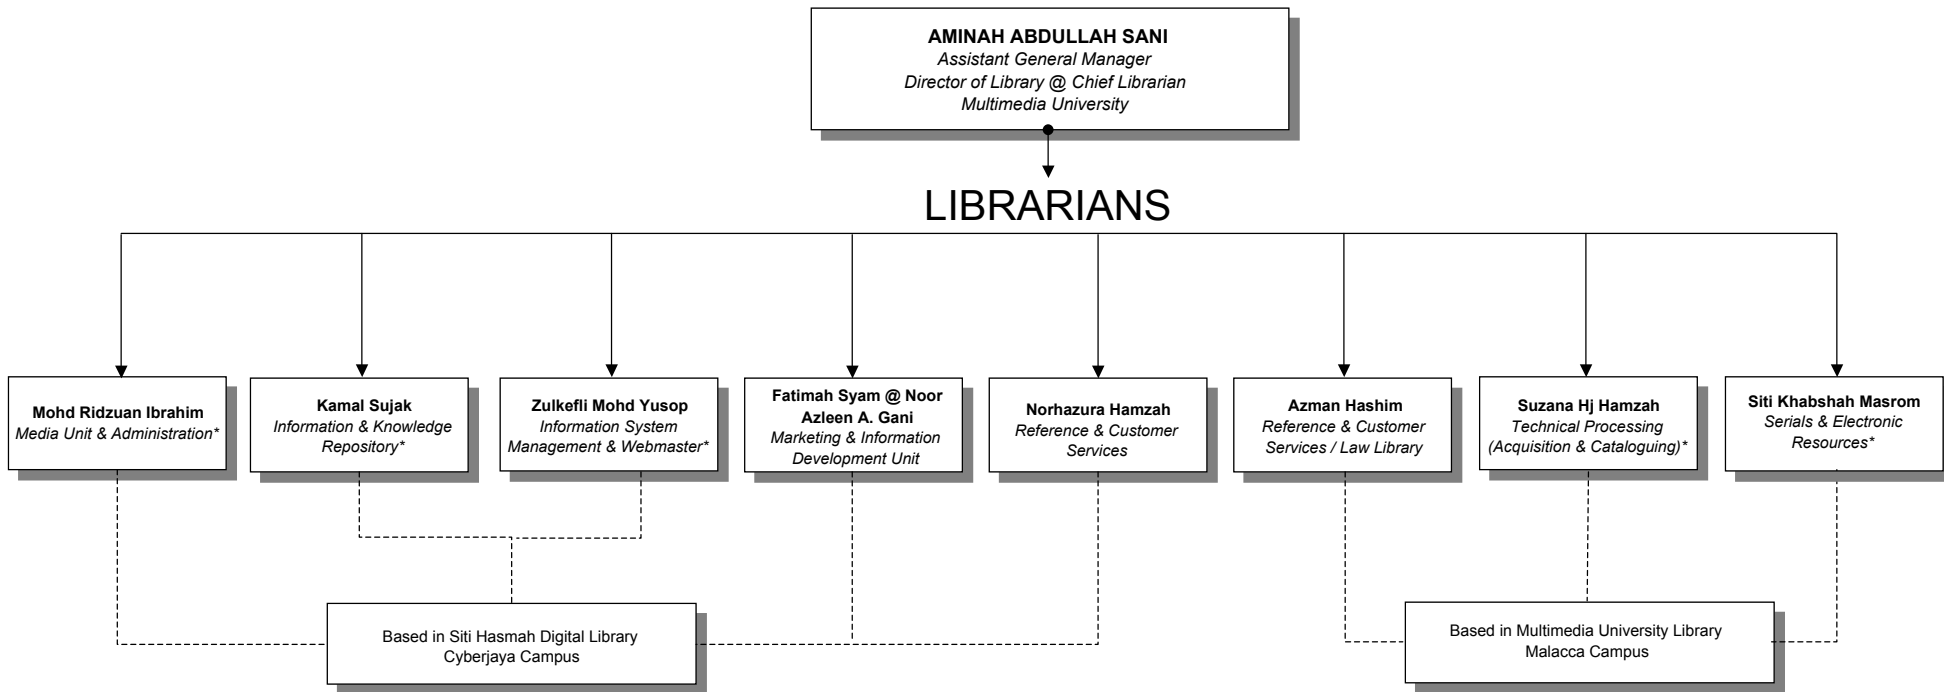 AMINAH ABDULLAH SANI
Assistant General Manager
Director of Library @ Chief Librarian
Multimedia University
LIBRARIANS
Mohd Ridzuan Ibrahim
Media Unit & Administration*
Kamal Sujak
Information & Knowledge
Repository*
Zulkefli Mohd Yusop
Information System
Management & Webmaster*
Fatimah Syam @ Noor
Azleen A. Gani
Marketing & Information
Development Unit
Norhazura Hamzah
Reference & Customer
Services
Azman Hashim
Reference & Customer
Services / Law Library
Suzana Hj Hamzah
Technical Processing
(Acquisition & Cataloguing)*
Siti Khabshah Masrom
Serials & Electronic
Resources*
Based in Siti Hasmah Digital Library
Cyberjaya Campus
Based in Multimedia University Library
Malacca Campus